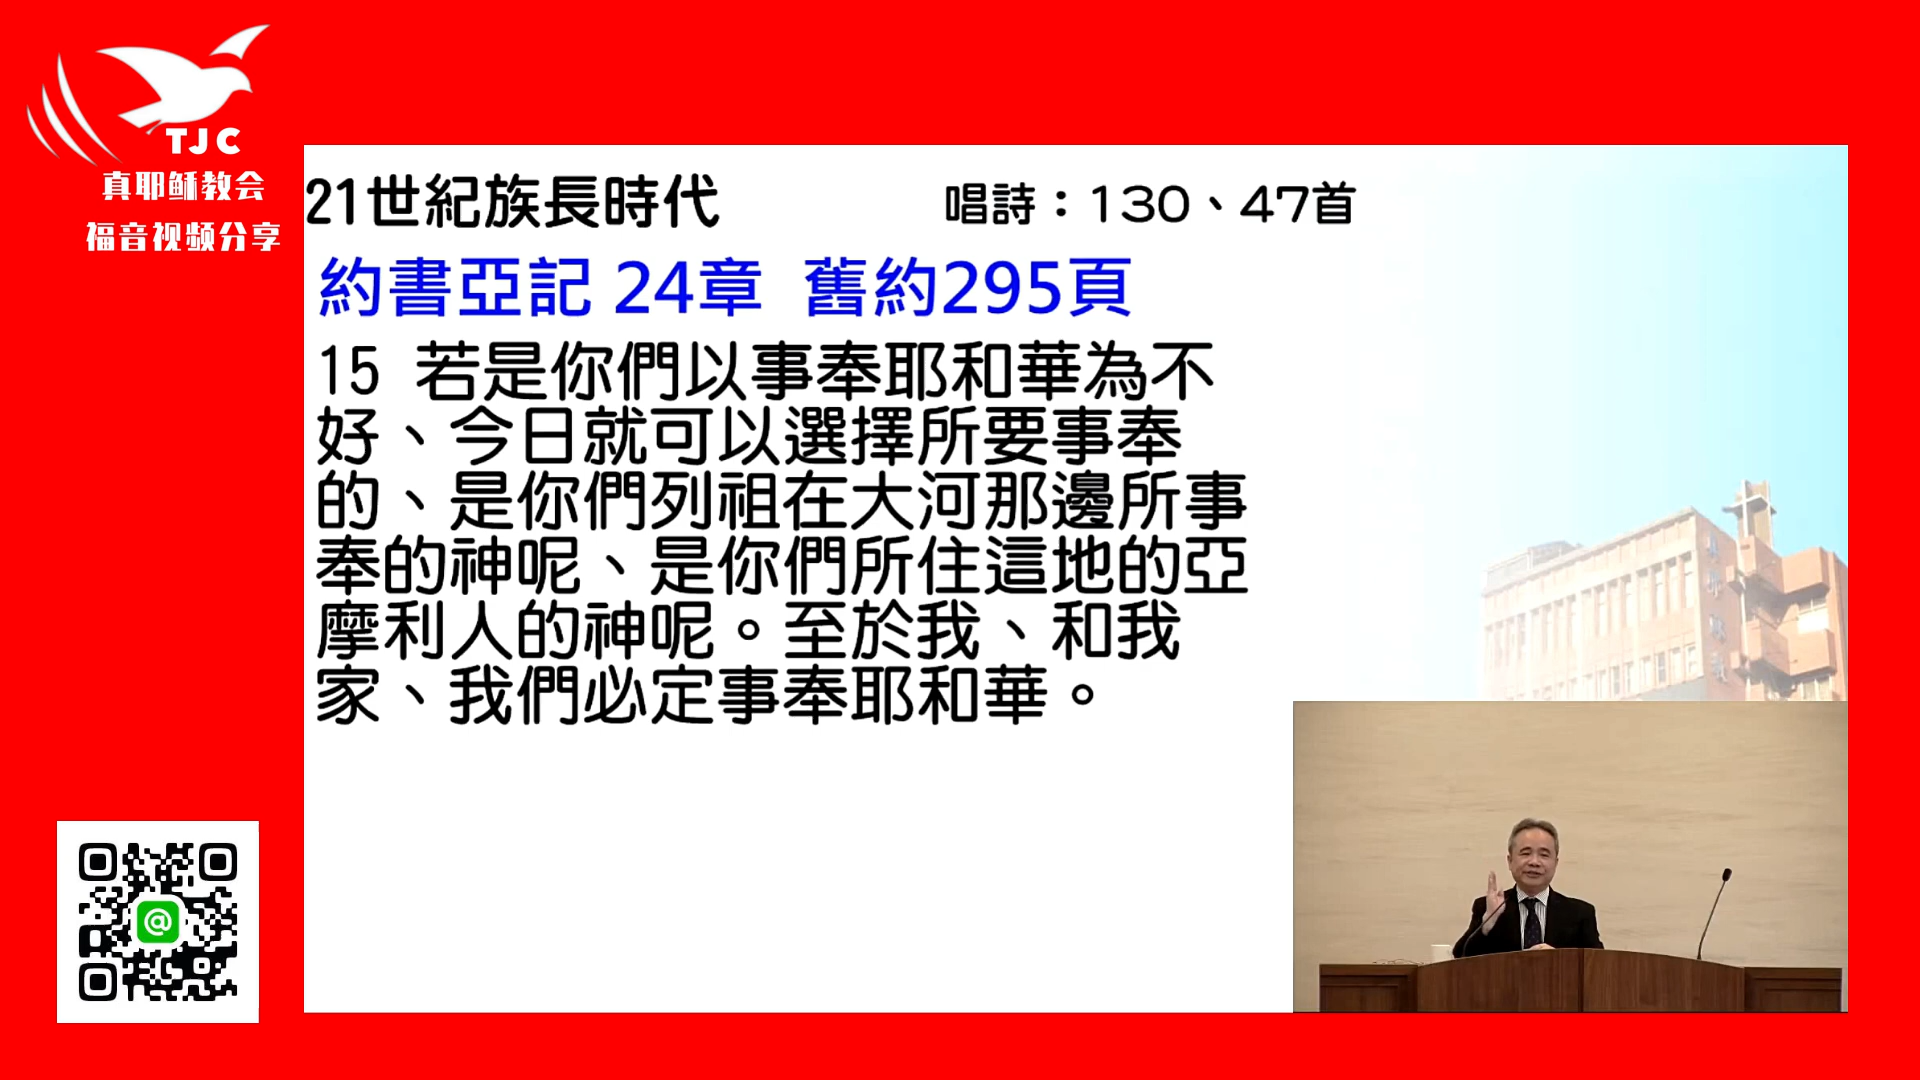 TJC
真耶稣教会
福音视频分享
21世紀族長時代
唱詩：130、47首
約書亞記 24章 舊約295頁
15 若是你們以事奉耶和華為不
好、今日就可以選擇所要事奉
的、是你們列祖在大河那邊所事
奉的神呢、是你們所住這地的亞
摩利人的神呢。至於我、和我
家、我們必定事奉耶和華。
@